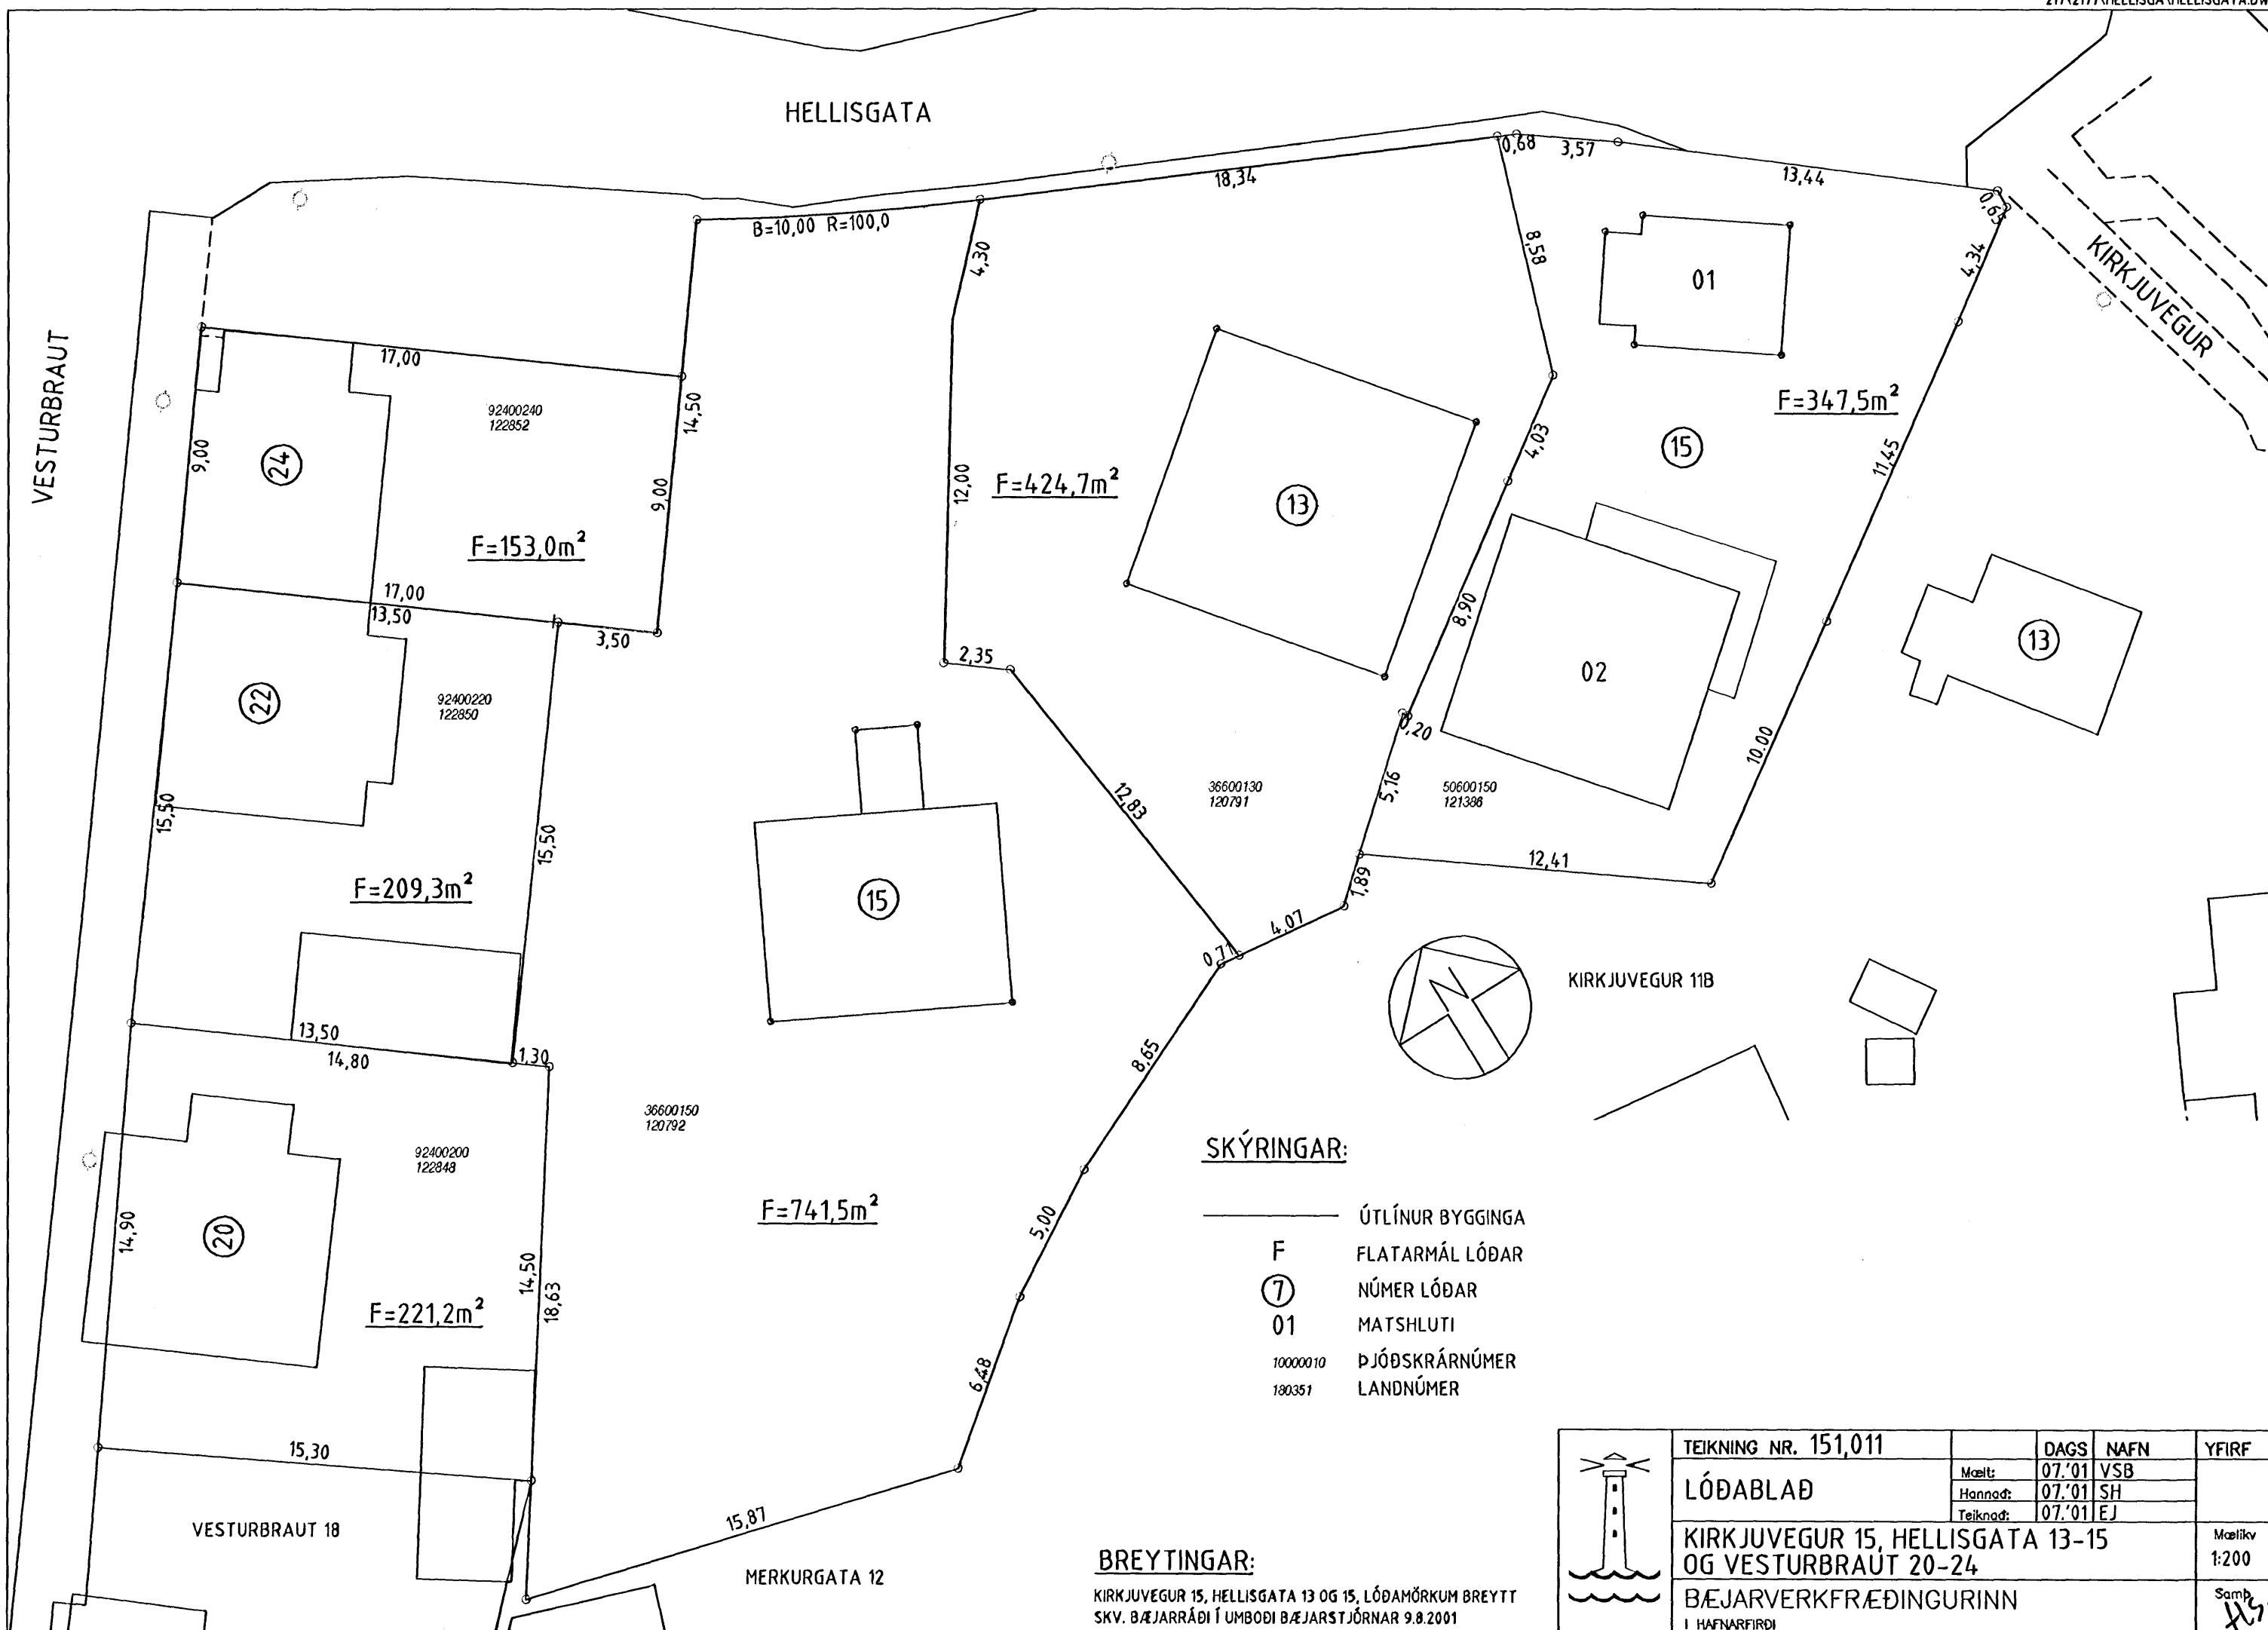 HELLISGATA
VESTURBRAUT
KIRKJUVEGUR
B=10,00 R=100,0
18,34
0,68
3,57
13,44
0,65
4,34
11,45
10.00
12,41
8,58
4,03
8,90
0,20
5,16
1,89
4,07
0,71
12,83
2,35
12,00
4,30
17,00
14,50
9,00
9,00
17,00
13,50
3,50
15,50
15,50
13,50
14,80
1,30
14,90
14,50
18,63
15,30
15,87
6,48
5,00
8,65
24
92400240
122852
F=153,0m²
22
92400220
122850
F=209,3m²
20
92400200
122848
F=221,2m²
15
36600150
120792
F=741,5m²
13
36600130
120791
F=424,7m²
01
15
F=347,5m²
02
50600150
121386
13
KIRKJUVEGUR 11B
VESTURBRAUT 18
MERKURGATA 12
SKÝRINGAR:
ÚTLÍNUR BYGGINGA
F FLATARMÁL LÓÐAR
7 NÚMER LÓÐAR
01 MATSHLUTI
10000010 ÞJÓÐSKRÁRNÚMER
180351 LANDNÚMER
BREYTINGAR:
KIRKJUVEGUR 15, HELLISGATA 13 OG 15, LÓÐAMÖRKUM BREYTT
SKV. BÆJARRÁÐI Í UMBOÐI BÆJARSTJÓRNAR 9.8.2001
TEIKNING NR. 151,011 DAGS NAFN YFIRF
LÓÐABLAÐ
Mælt: 07.'01 VSB
Hannað: 07.'01 SH
Teiknað: 07.'01 EJ
KIRKJUVEGUR 15, HELLISGATA 13-15
OG VESTURBRAUT 20-24
Mælikv
1:200
BÆJARVERKFRÆÐINGURINN
Í HAFNARFIRÐI
Samþ.